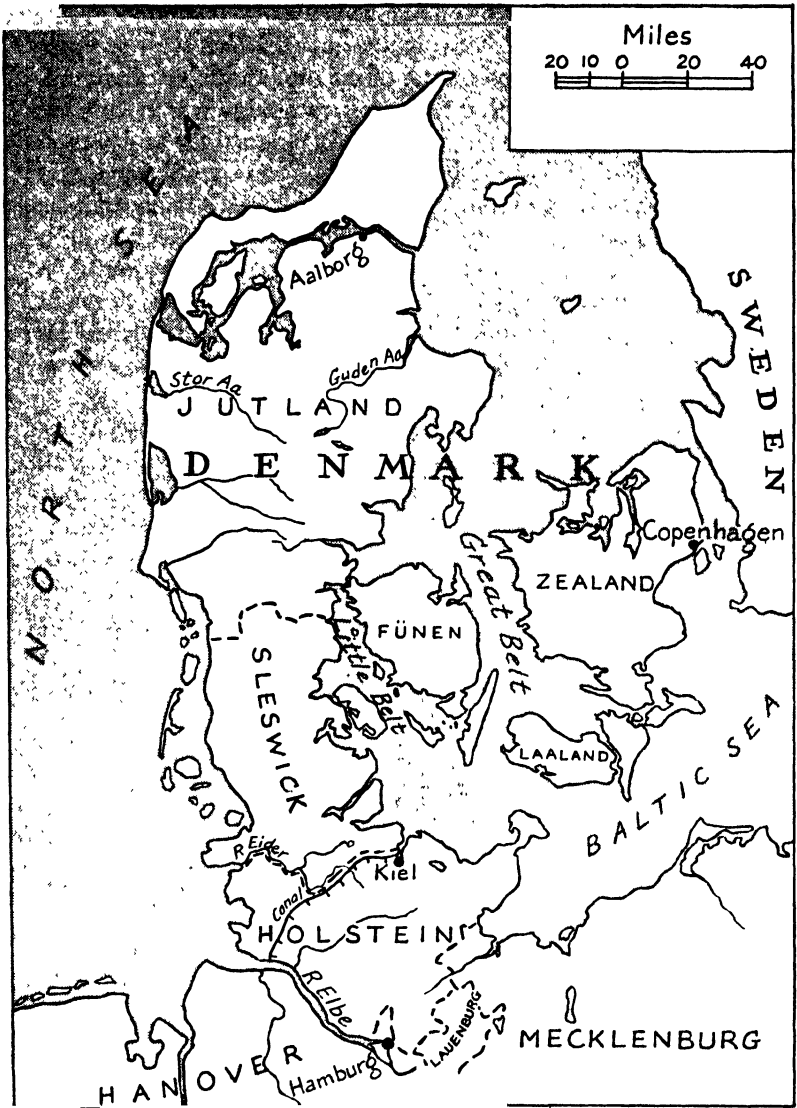 Miles
20 10 0 20 40
NORTH SEA
SWEDEN
Aalborg
Stor Aa
Guden Aa
JUTLAND
DENMARK
Copenhagen
Great Belt
ZEALAND
FÜNEN
Little Belt
SLESWICK
LAALAND
BALTIC SEA
R Eider
Kiel
Canal
HOLSTEIN
R Elbe
LAUENBURG
MECKLENBURG
HANOVER
Hamburg